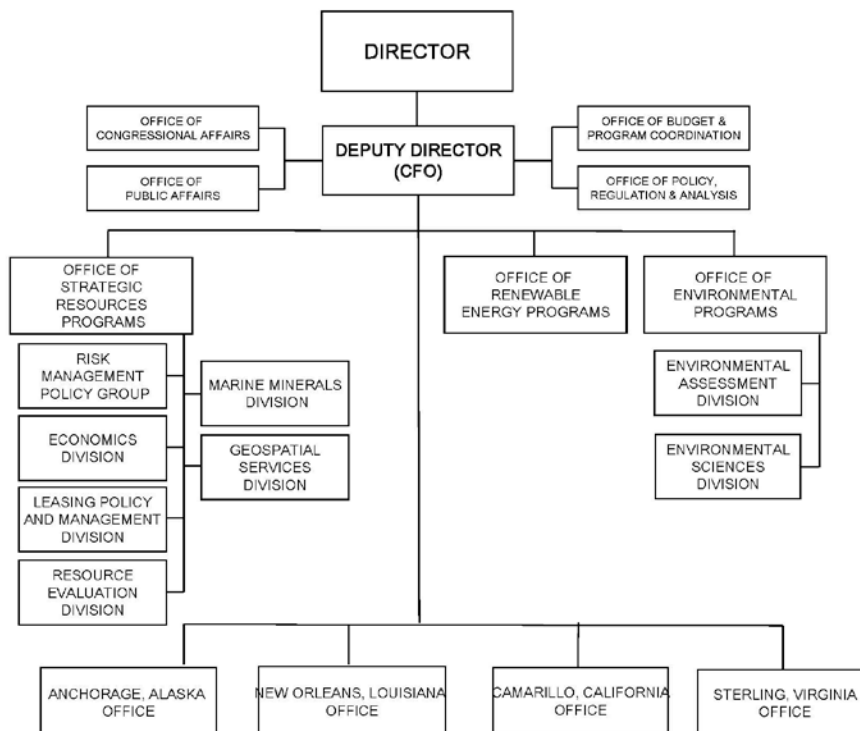 DIRECTOR
OFFICE OF
CONGRESSIONAL AFFAIRS
OFFICE OF
PUBLIC AFFAIRS
DEPUTY DIRECTOR
(CFO)
OFFICE OF BUDGET &
PROGRAM COORDINATION
OFFICE OF POLICY,
REGULATION & ANALYSIS
OFFICE OF
STRATEGIC
RESOURCES
PROGRAMS
OFFICE OF
RENEWABLE
ENERGY PROGRAMS
OFFICE OF
ENVIRONMENTAL
PROGRAMS
RISK
MANAGEMENT
POLICY GROUP
ECONOMICS
DIVISION
LEASING POLICY
AND MANAGEMENT
DIVISION
RESOURCE
EVALUATION
DIVISION
MARINE MINERALS
DIVISION
GEOSPATIAL
SERVICES
DIVISION
ENVIRONMENTAL
ASSESSMENT
DIVISION
ENVIRONMENTAL
SCIENCES
DIVISION
ANCHORAGE, ALASKA
OFFICE
NEW ORLEANS, LOUISIANA
OFFICE
CAMARILLO, CALIFORNIA
OFFICE
STERLING, VIRGINIA
OFFICE